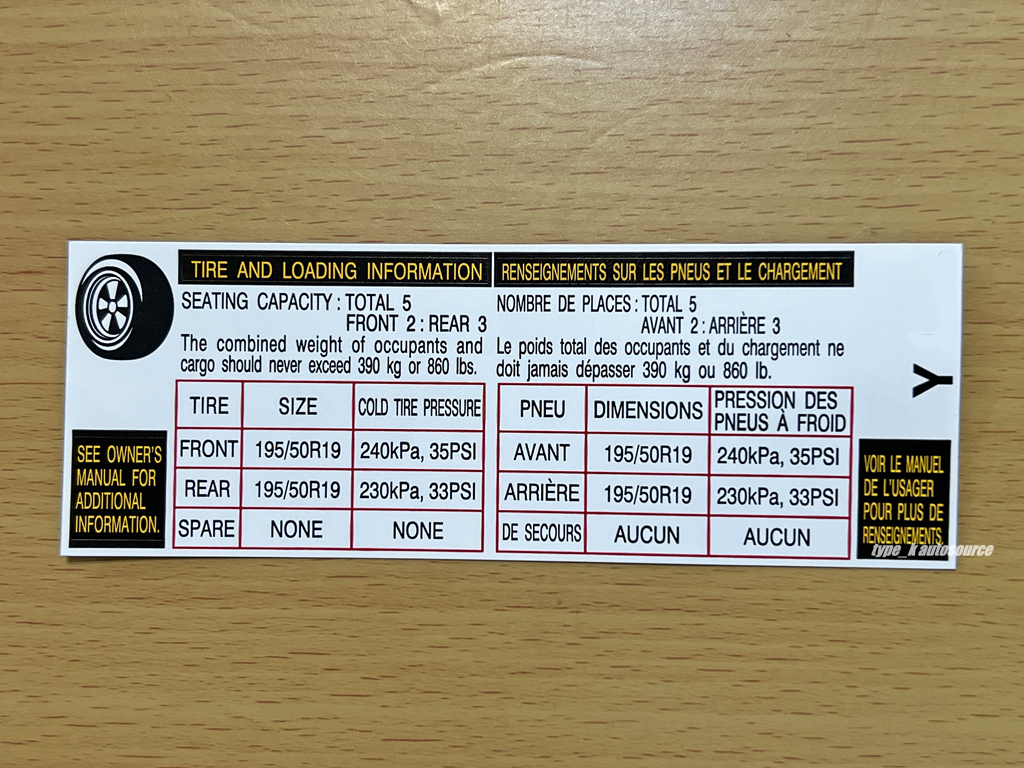 TIRE AND LOADING INFORMATION
SEATING CAPACITY : TOTAL 5
FRONT 2 : REAR 3
The combined weight of occupants and
cargo should never exceed 390 kg or 860 lbs.
TIRE SIZE COLD TIRE PRESSURE
FRONT 195/50R19 240kPa, 35PSI
REAR 195/50R19 230kPa, 33PSI
SPARE NONE NONE
SEE OWNER'S
MANUAL FOR
ADDITIONAL
INFORMATION.
RENSEIGNEMENTS SUR LES PNEUS ET LE CHARGEMENT
NOMBRE DE PLACES : TOTAL 5
AVANT 2 : ARRIÈRE 3
Le poids total des occupants et du chargement ne
doit jamais dépasser 390 kg ou 860 lb.
PNEU DIMENSIONS PRESSION DES
PNEUS À FROID
AVANT 195/50R19 240kPa, 35PSI
ARRIÈRE 195/50R19 230kPa, 33PSI
DE SECOURS AUCUN AUCUN
Y
VOIR LE MANUEL
DE L'USAGER
POUR PLUS DE
RENSEIGNEMENTS.
type_k autosource